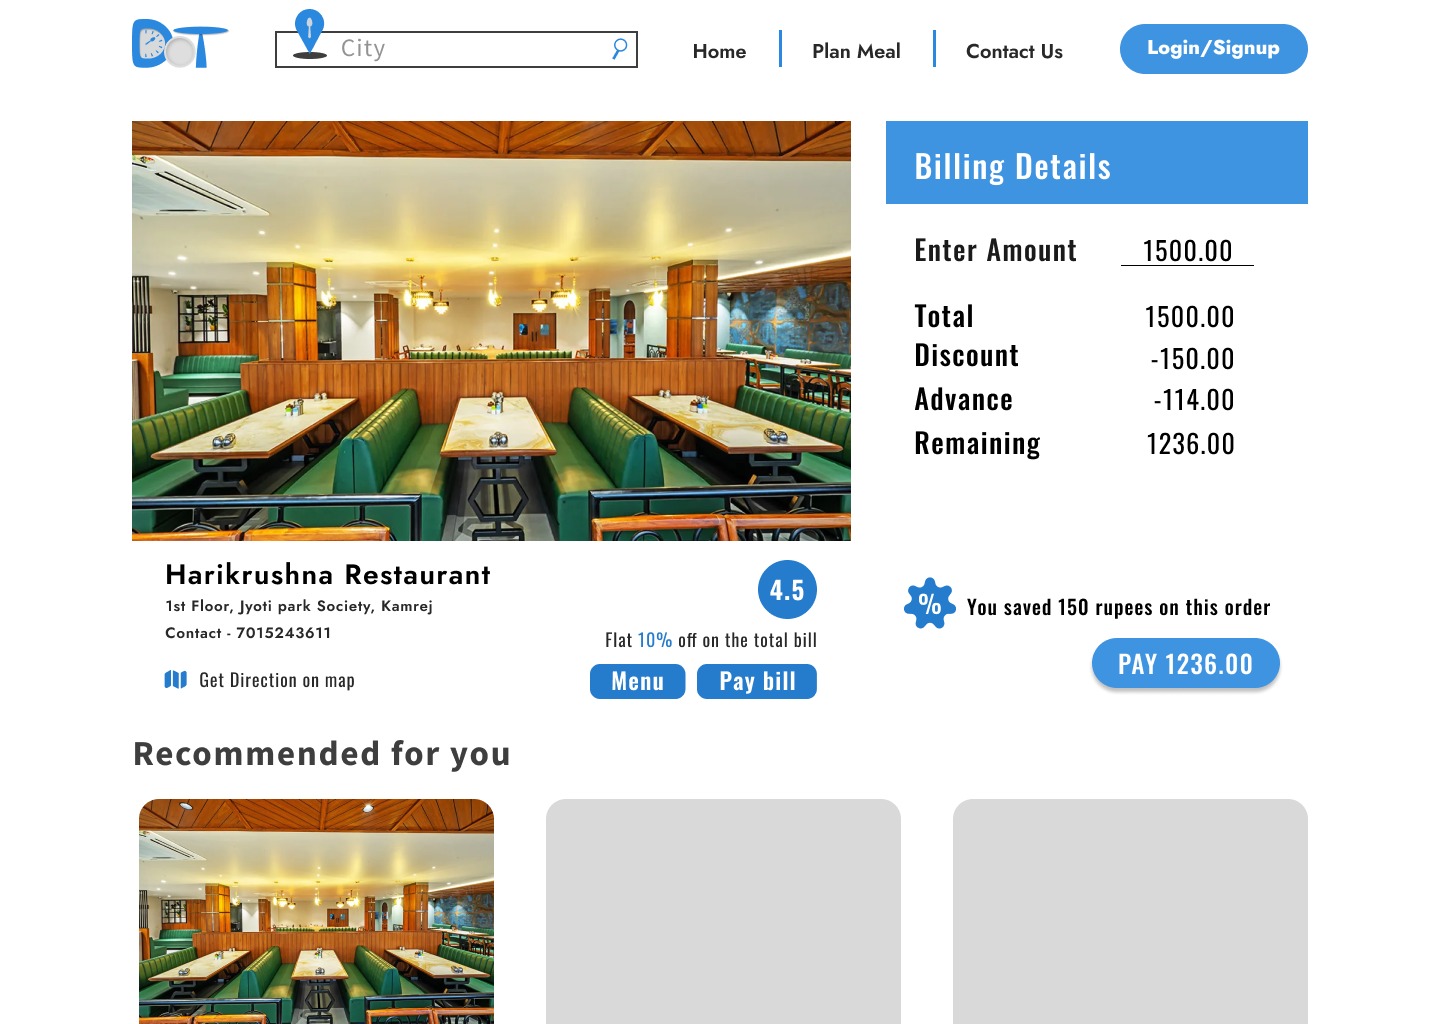 DOT
City
Home
Plan Meal
Contact Us
Login/Signup
Billing Details
Enter Amount 1500.00
Total 1500.00
Discount -150.00
Advance -114.00
Remaining 1236.00
Harikrushna Restaurant
1st Floor, Jyoti park Society, Kamrej
Contact - 7015243611
Get Direction on map
4.5
Flat 10% off on the total bill
Menu
Pay bill
% You saved 150 rupees on this order
PAY 1236.00
Recommended for you